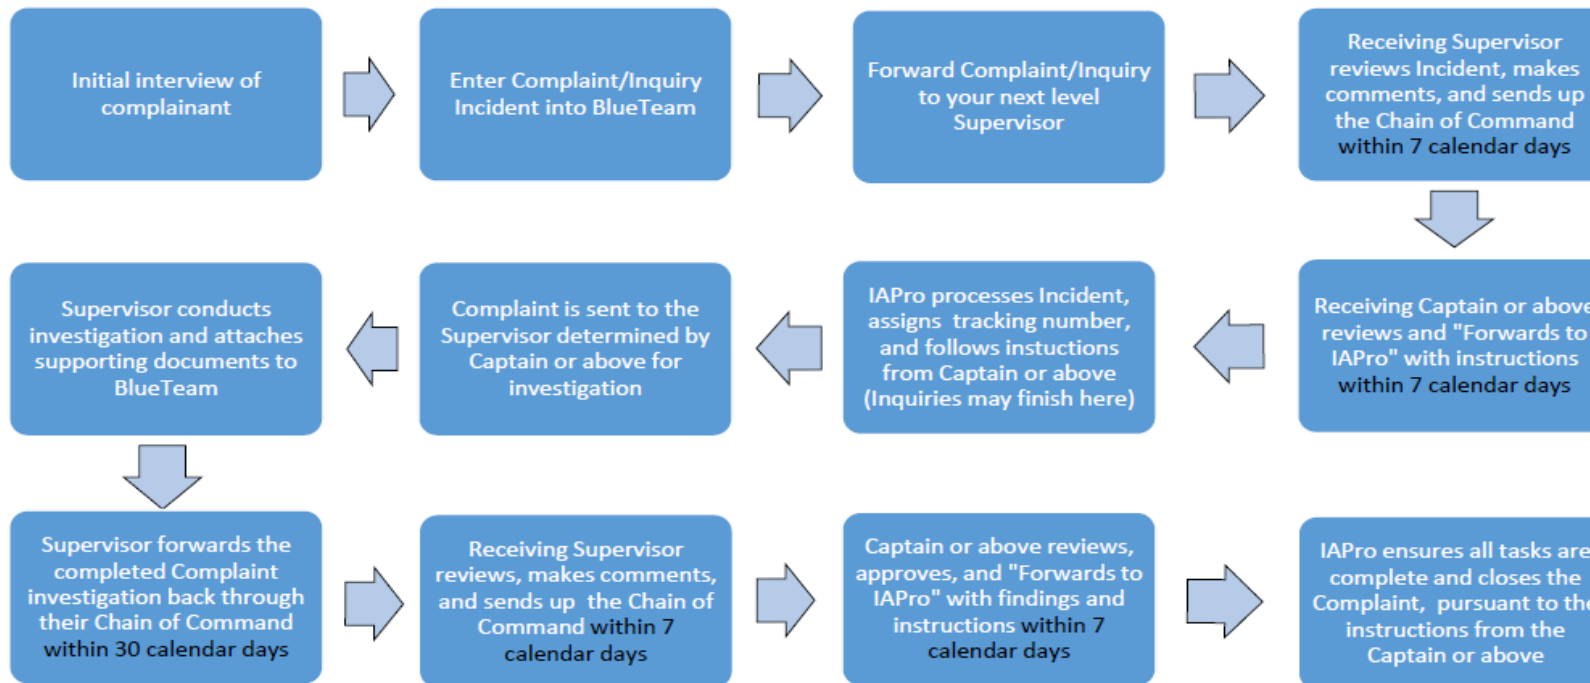 Initial interview of
complainant
Enter Complaint/Inquiry
Incident into BlueTeam
Forward Complaint/Inquiry
to your next level
Supervisor
Receiving Supervisor
reviews Incident, makes
comments, and sends up
the Chain of Command
within 7 calendar days
Receiving Captain or above
reviews and "Forwards to
IAPro" with instructions
within 7 calendar days
IAPro processes Incident,
assigns tracking number,
and follows instuctions
from Captain or above
(Inquiries may finish here)
Complaint is sent to the
Supervisor determined by
Captain or above for
investigation
Supervisor conducts
investigation and attaches
supporting documents to
BlueTeam
Supervisor forwards the
completed Complaint
investigation back through
their Chain of Command
within 30 calendar days
Receiving Supervisor
reviews, makes comments,
and sends up the Chain of
Command within 7
calendar days
Captain or above reviews,
approves, and "Forwards to
IAPro" with findings and
instructions within 7
calendar days
IAPro ensures all tasks are
complete and closes the
Complaint, pursuant to the
instructions from the
Captain or above